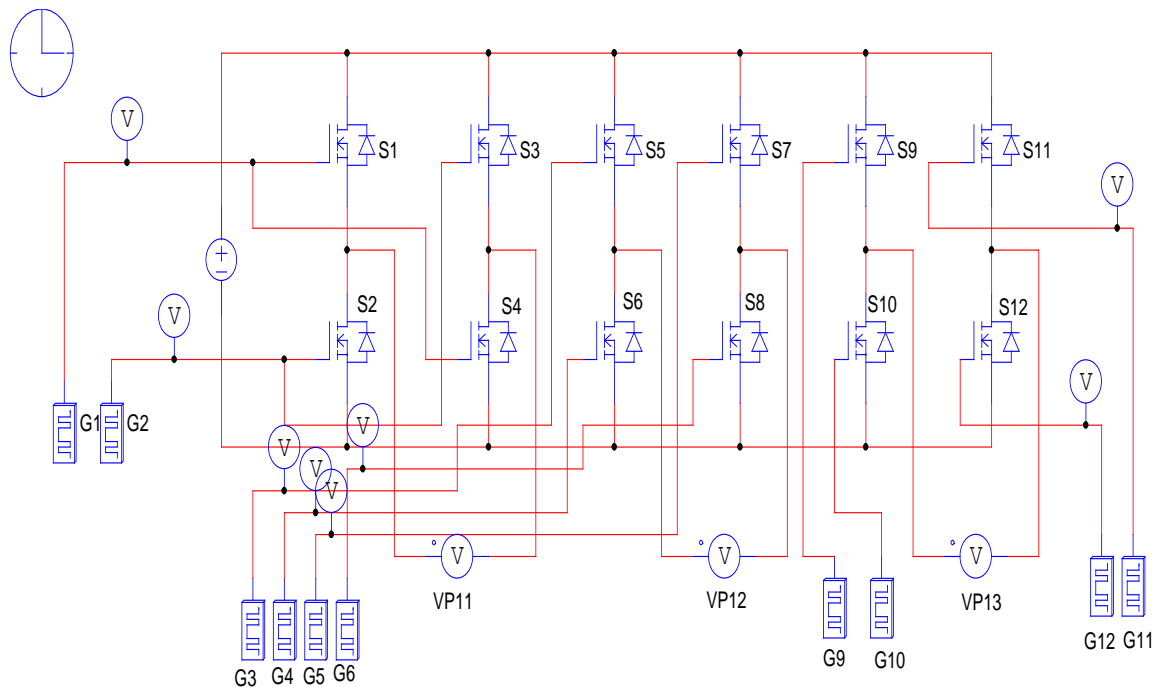 V
S1
S3
S5
S7
S9
S11
V
+
−
V
S2
S4
S6
S8
S10
S12
V
G1
G2
V
V
V
V
V
V
V
VP11
VP12
VP13
G3
G4
G5
G6
G9
G10
G12
G11